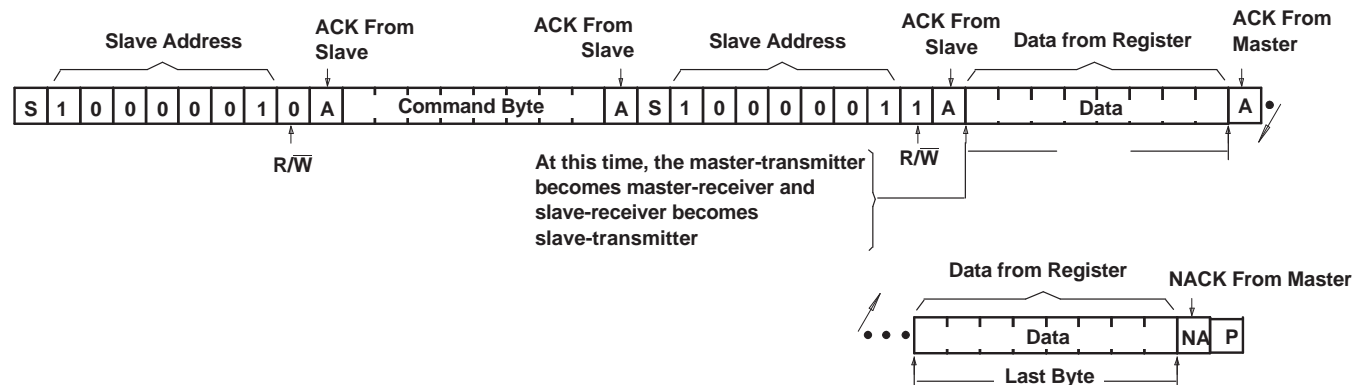 Slave Address
ACK From
Slave
ACK From
Slave
Slave Address
ACK From
Slave
Data from Register
ACK From
Master
S 1 0 0 0 0 0 1 0 A Command Byte A S 1 0 0 0 0 0 1 1 A Data A
R/W̅
At this time, the master-transmitter
becomes master-receiver and
slave-receiver becomes
slave-transmitter
R/W̅
Data from Register
NACK From Master
Data NA P
Last Byte